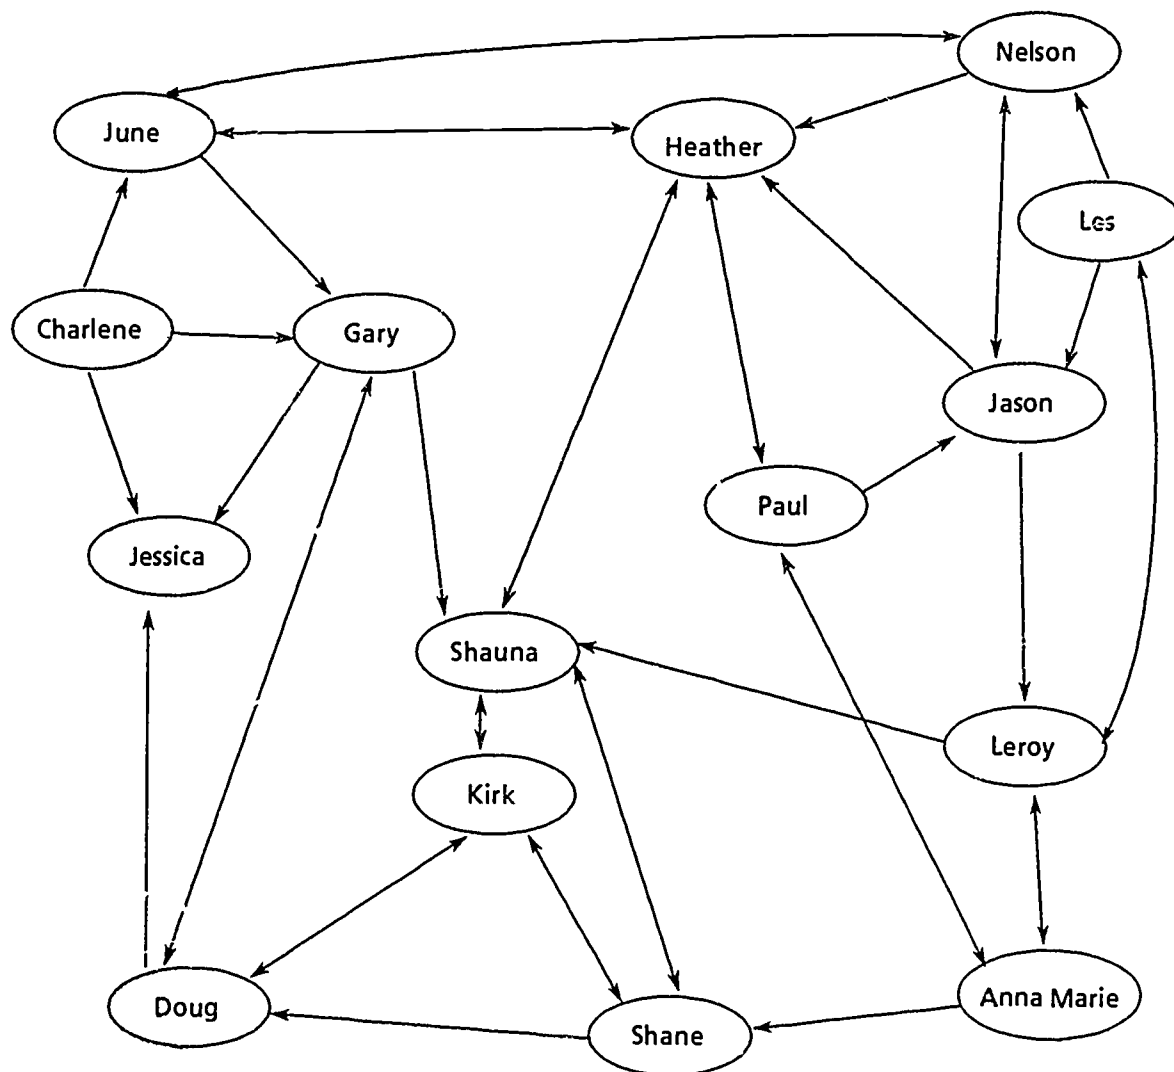 Nelson
June
Heather
Les
Charlene
Gary
Jason
Paul
Jessica
Shauna
Leroy
Kirk
Anna Marie
Doug
Shane